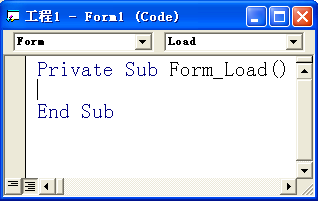 工程1 - Form1 (Code)
Form Load
Private Sub Form_Load()
End Sub